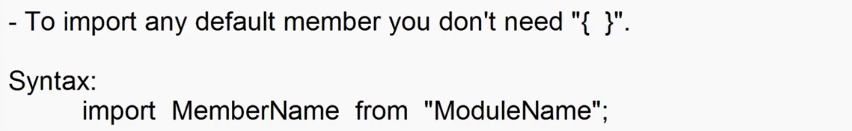 - To import any default member you don't need "{ }".
Syntax:
import MemberName from "ModuleName";